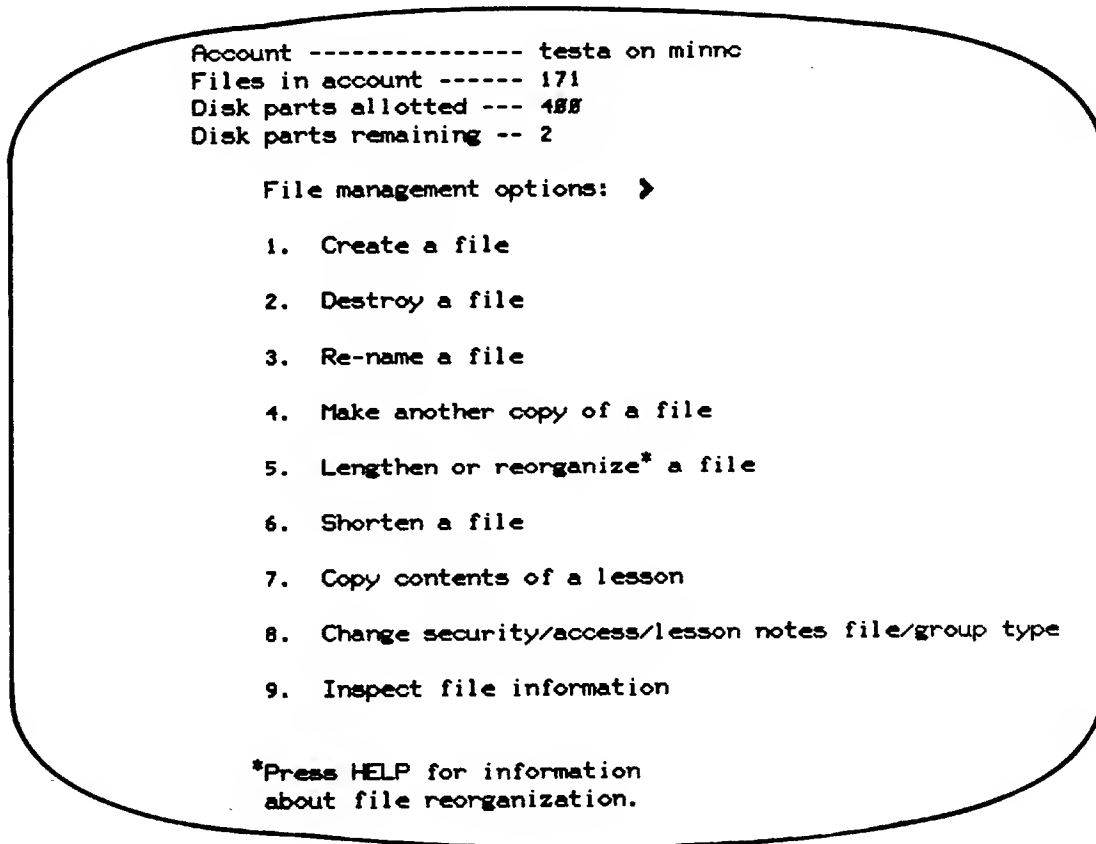 Account --------------- testa on minnc
Files in account ------ 171
Disk parts allotted --- 400
Disk parts remaining -- 2
File management options: >
1. Create a file
2. Destroy a file
3. Re-name a file
4. Make another copy of a file
5. Lengthen or reorganize* a file
6. Shorten a file
7. Copy contents of a lesson
8. Change security/access/lesson notes file/group type
9. Inspect file information
*Press HELP for information
about file reorganization.